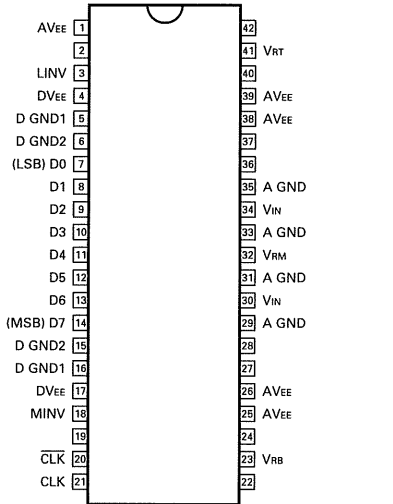 AVEE 1 42
2 41 VRT
LINV 3 40
DVEE 4 39 AVEE
D GND1 5 38 AVEE
D GND2 6 37
(LSB) D0 7 36
D1 8 35 A GND
D2 9 34 VIN
D3 10 33 A GND
D4 11 32 VRM
D5 12 31 A GND
D6 13 30 VIN
(MSB) D7 14 29 A GND
D GND2 15 28
D GND1 16 27
DVEE 17 26 AVEE
MINV 18 25 AVEE
19 24
CLK 20 23 VRB
CLK 21 22